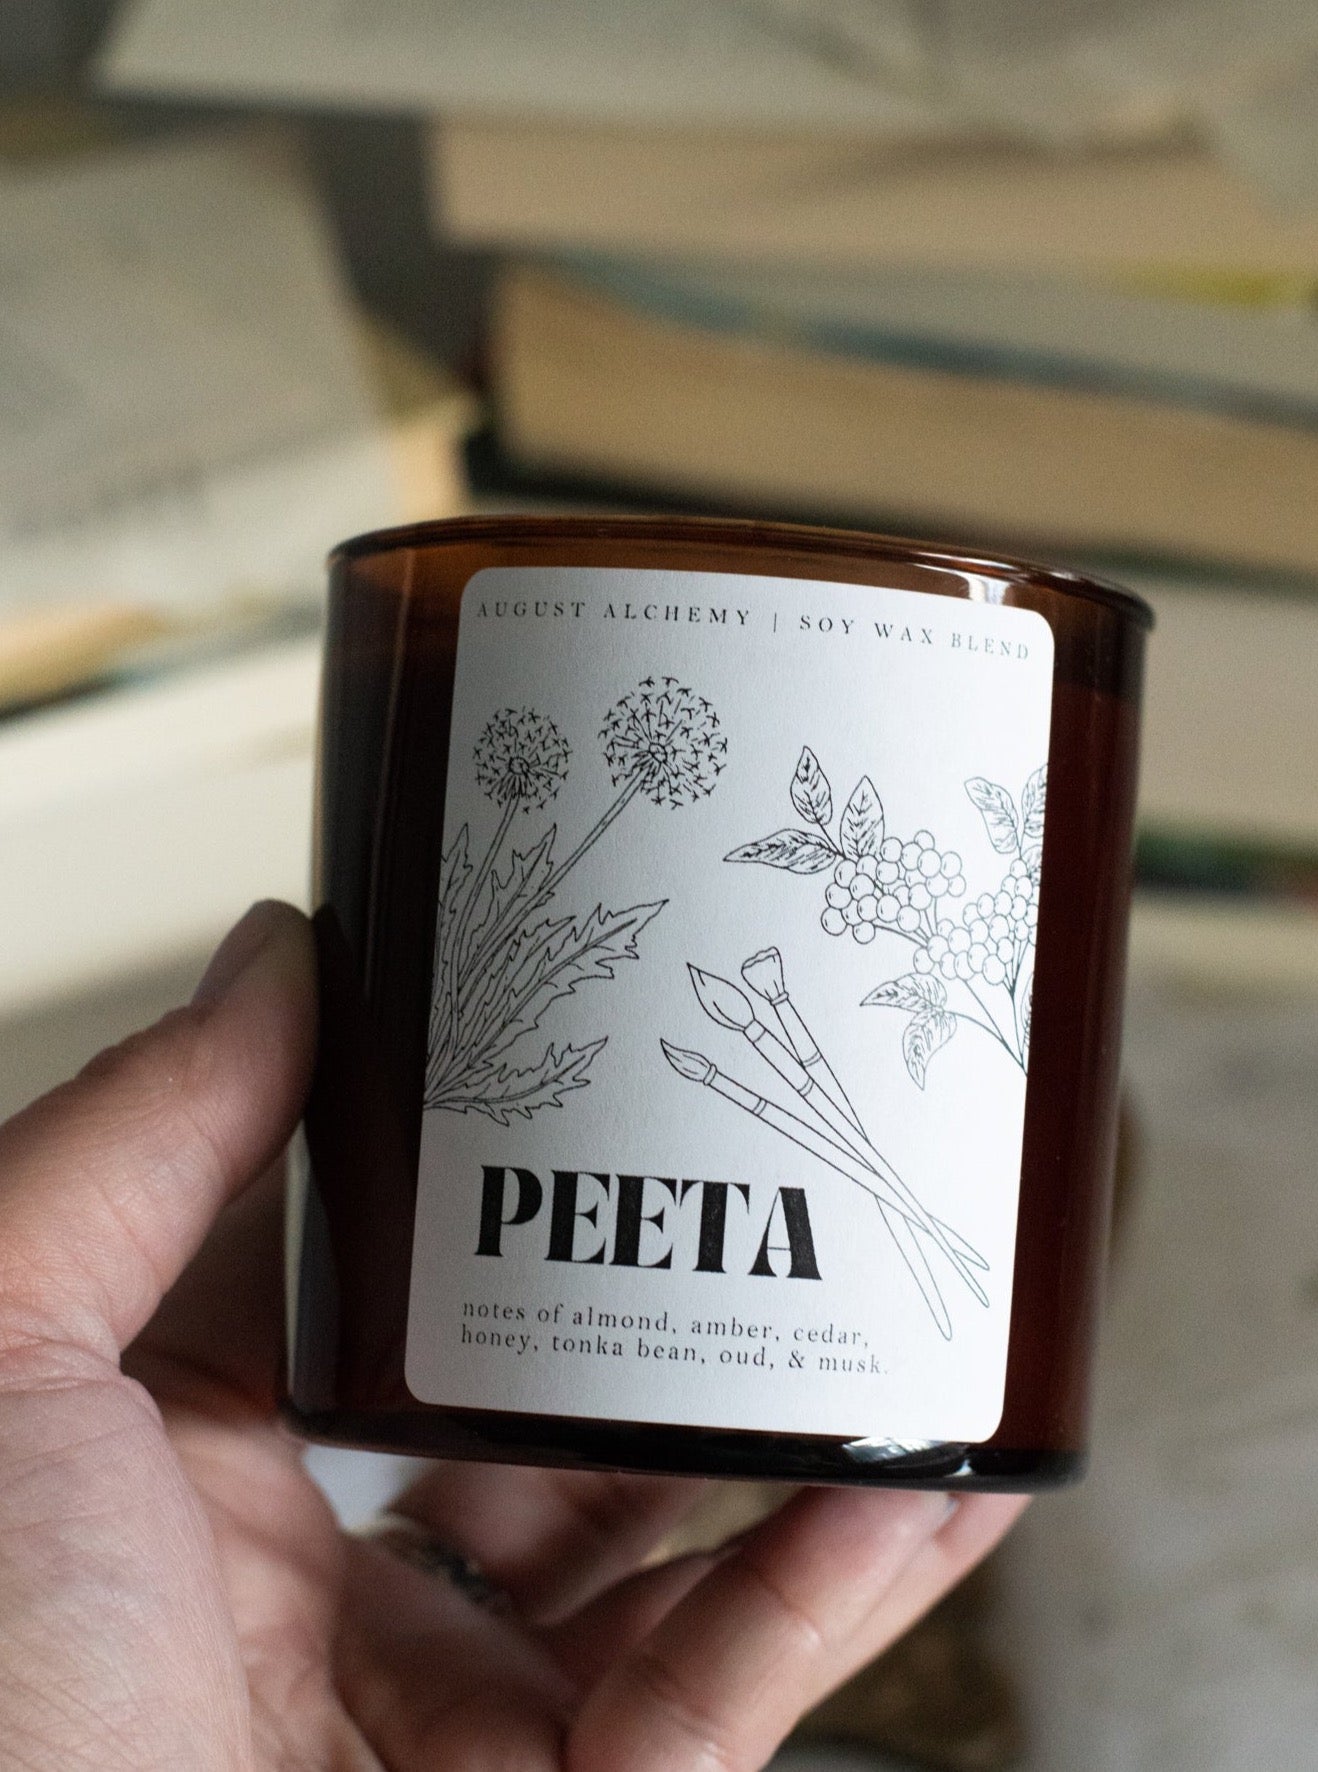 AUGUST ALCHEMY | SOY WAX BLEND
PEETA
notes of almond, amber, cedar,
honey, tonka bean, oud, & musk.